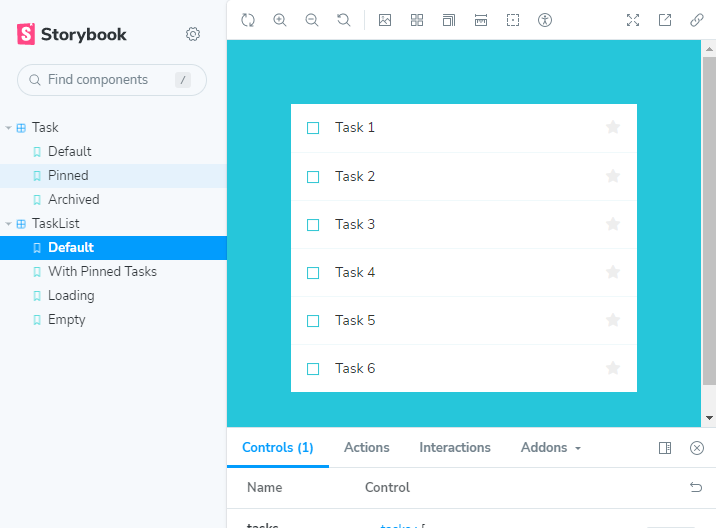 Storybook
Find components /
Task
Default
Pinned
Archived
TaskList
Default
With Pinned Tasks
Loading
Empty
Task 1
Task 2
Task 3
Task 4
Task 5
Task 6
Controls (1) Actions Interactions Addons
Name Control
tasks tasks : [